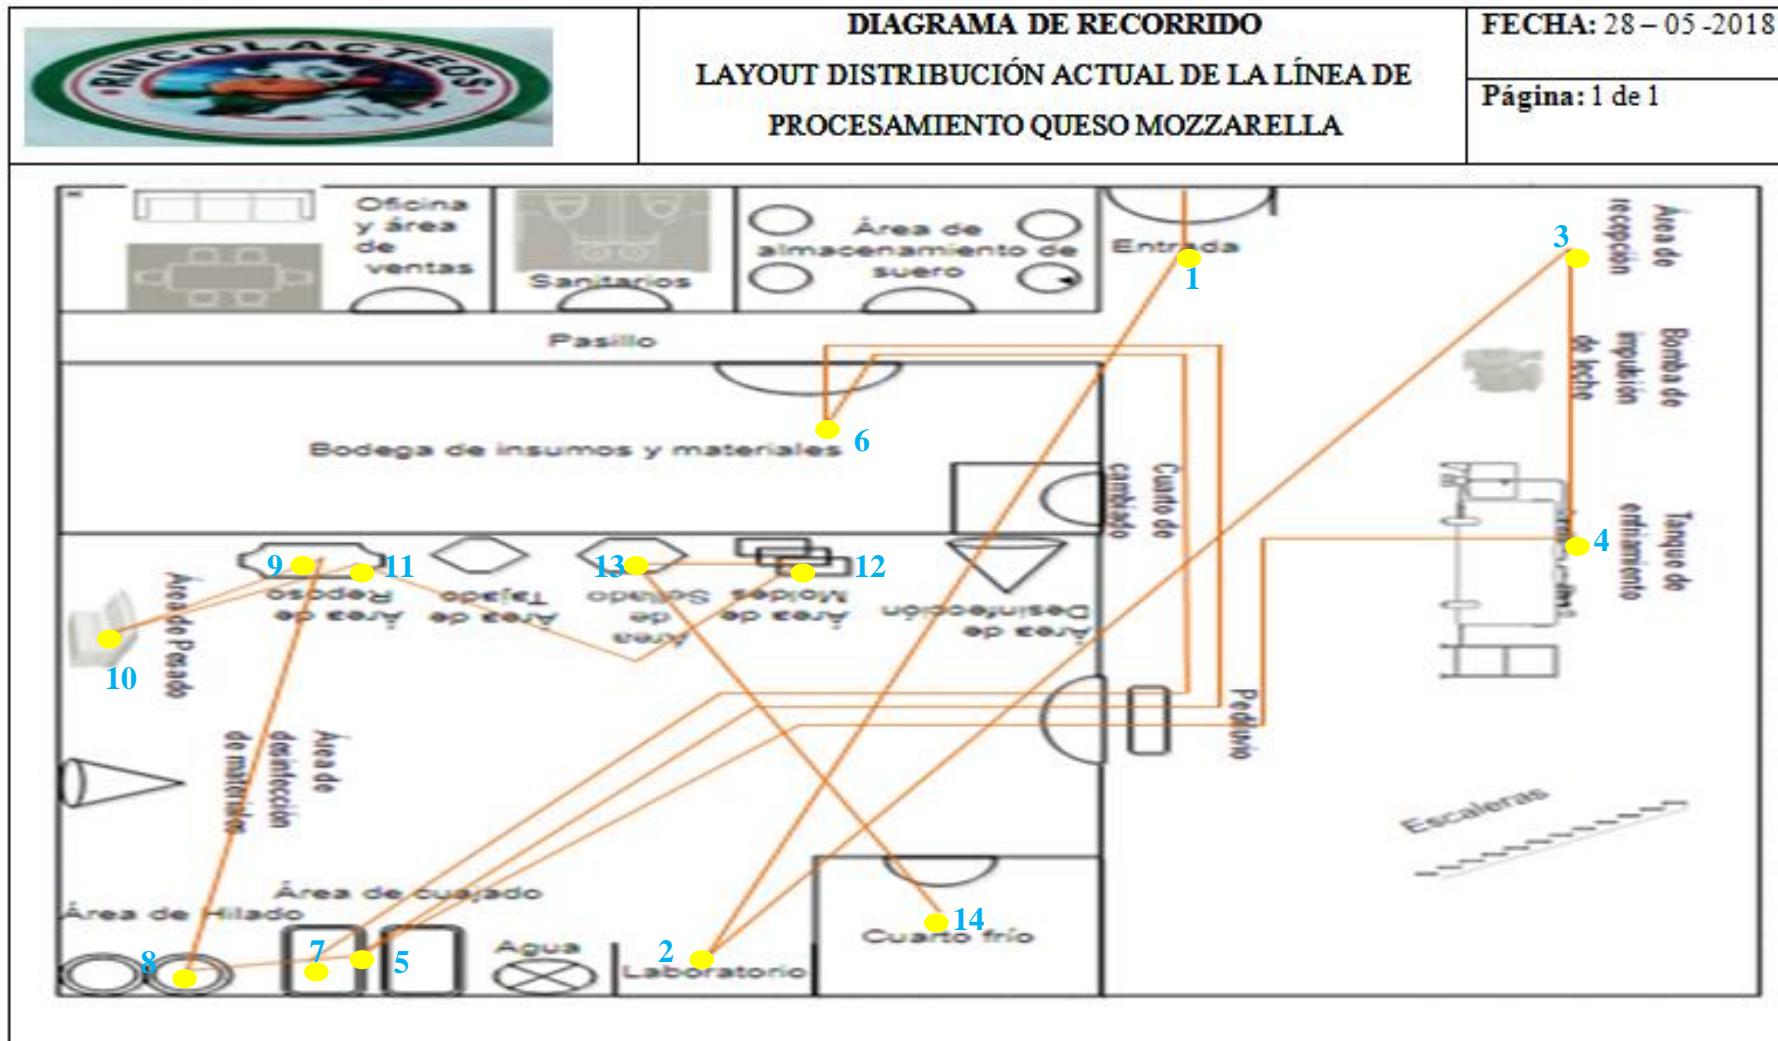 RINCOLACTEOS
DIAGRAMA DE RECORRIDO
LAYOUT DISTRIBUCIÓN ACTUAL DE LA LÍNEA DE
PROCESAMIENTO QUESO MOZZARELLA
FECHA: 28 – 05 -2018
Página: 1 de 1
Oficina
y área
de
ventas
Sanitarios
Área de
almacenamiento de
suero
Entrada
1
3
Área de
recepción
Pasillo
Bomba de
impulsión
de leche
6
Bodega de insumos y materiales
Cuarto de
cambiado
Tanque de
enfriamiento
4
9
11
13
12
Área de Pesado
10
Área de
Reposo
Área de
Tajado
Área
de
Sellado
Área de
Moldes
Área de
Desinfección
Pediluvio
Área de
desinfección
de materiales
Escaleras
Área de cuajado
Área de Hilado
8
7
5
Agua
2
Laboratorio
14
Cuarto frío